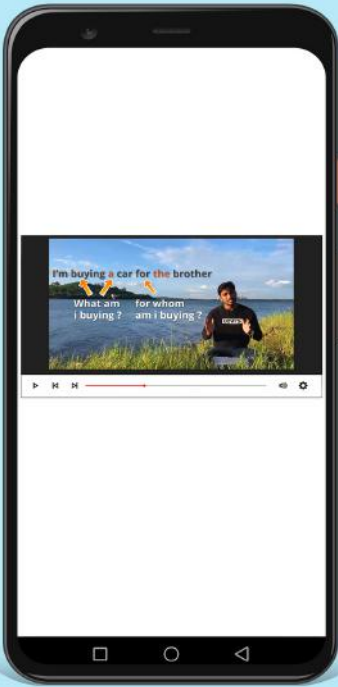 I'm buying a car for the brother
What am for whom
i buying ? am i buying ?